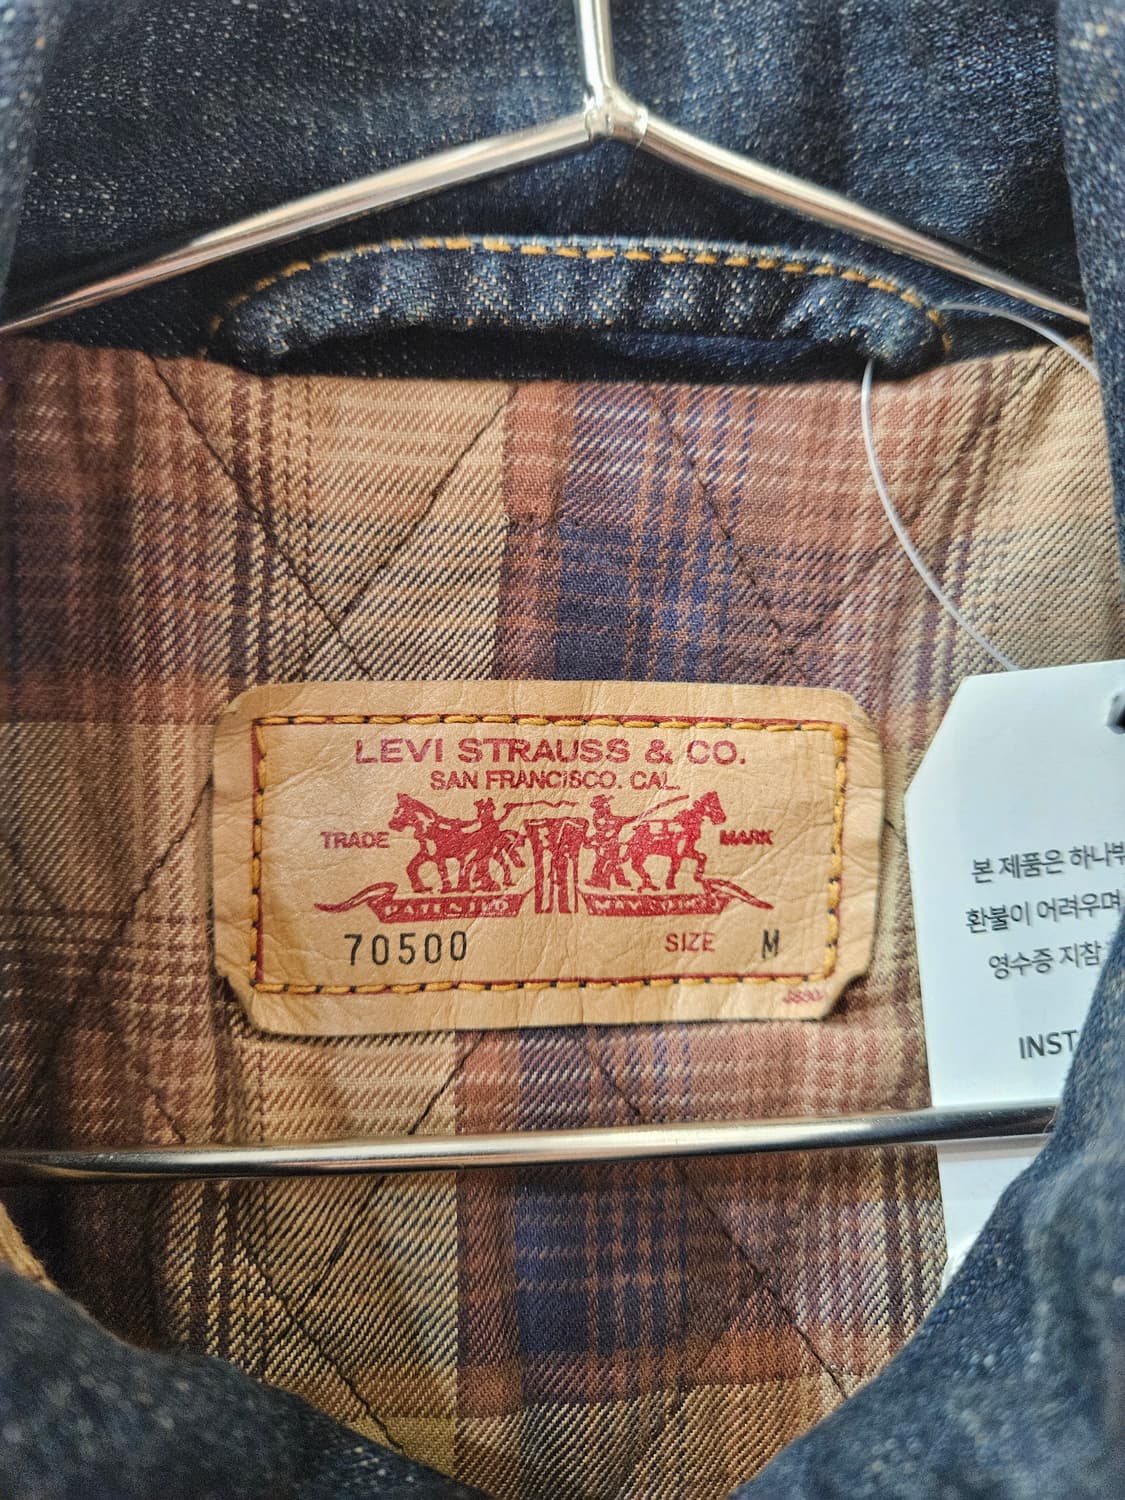 LEVI STRAUSS & CO.
SAN FRANCISCO. CAL.
TRADE MARK
70500 SIZE M
본 제품은 하나뿐
환불이 어려우며
영수증 지참
INST